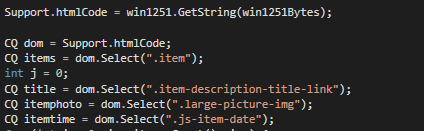 Support.htmlCode = win1251.GetString(win1251Bytes);
CQ dom = Support.htmlCode;
CQ items = dom.Select(".item");
int j = 0;
CQ title = dom.Select(".item-description-title-link");
CQ itemphoto = dom.Select(".large-picture-img");
CQ itemtime = dom.Select(".js-item-date");